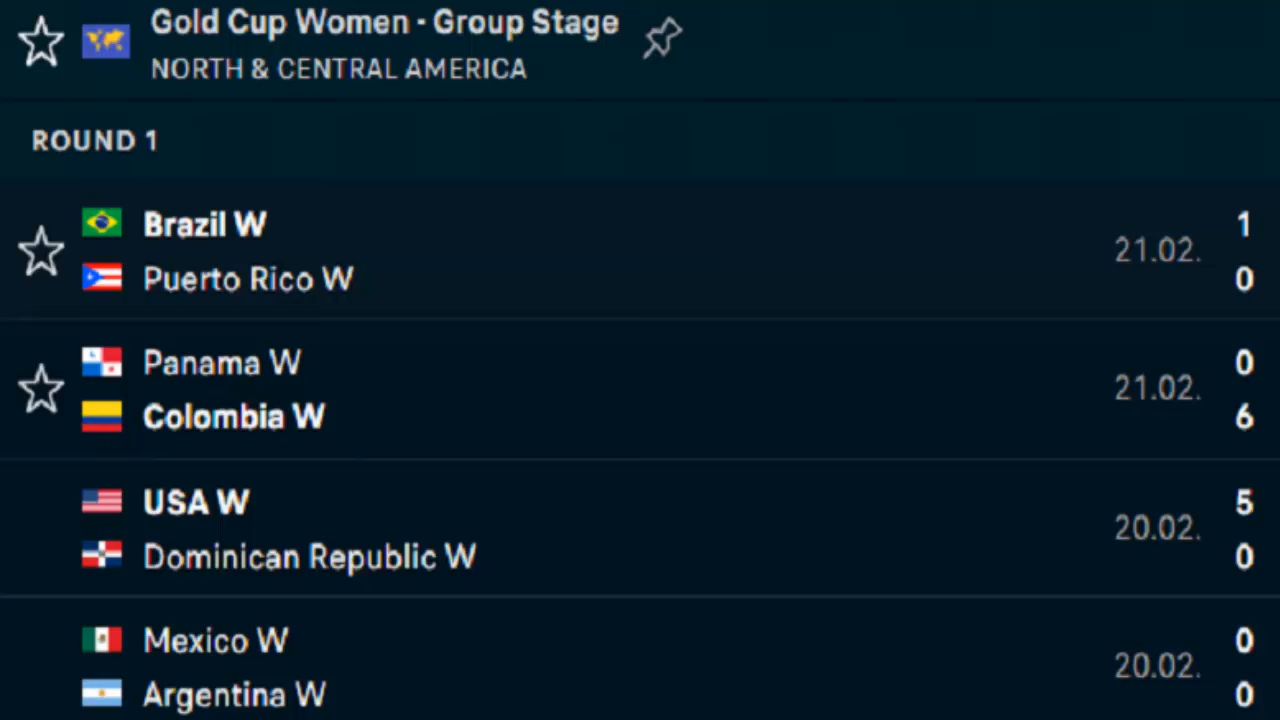 Gold Cup Women - Group Stage
NORTH & CENTRAL AMERICA
ROUND 1
Brazil W
Puerto Rico W
21.02.
1
0
Panama W
Colombia W
21.02.
0
6
USA W
Dominican Republic W
20.02.
5
0
Mexico W
Argentina W
20.02.
0
0